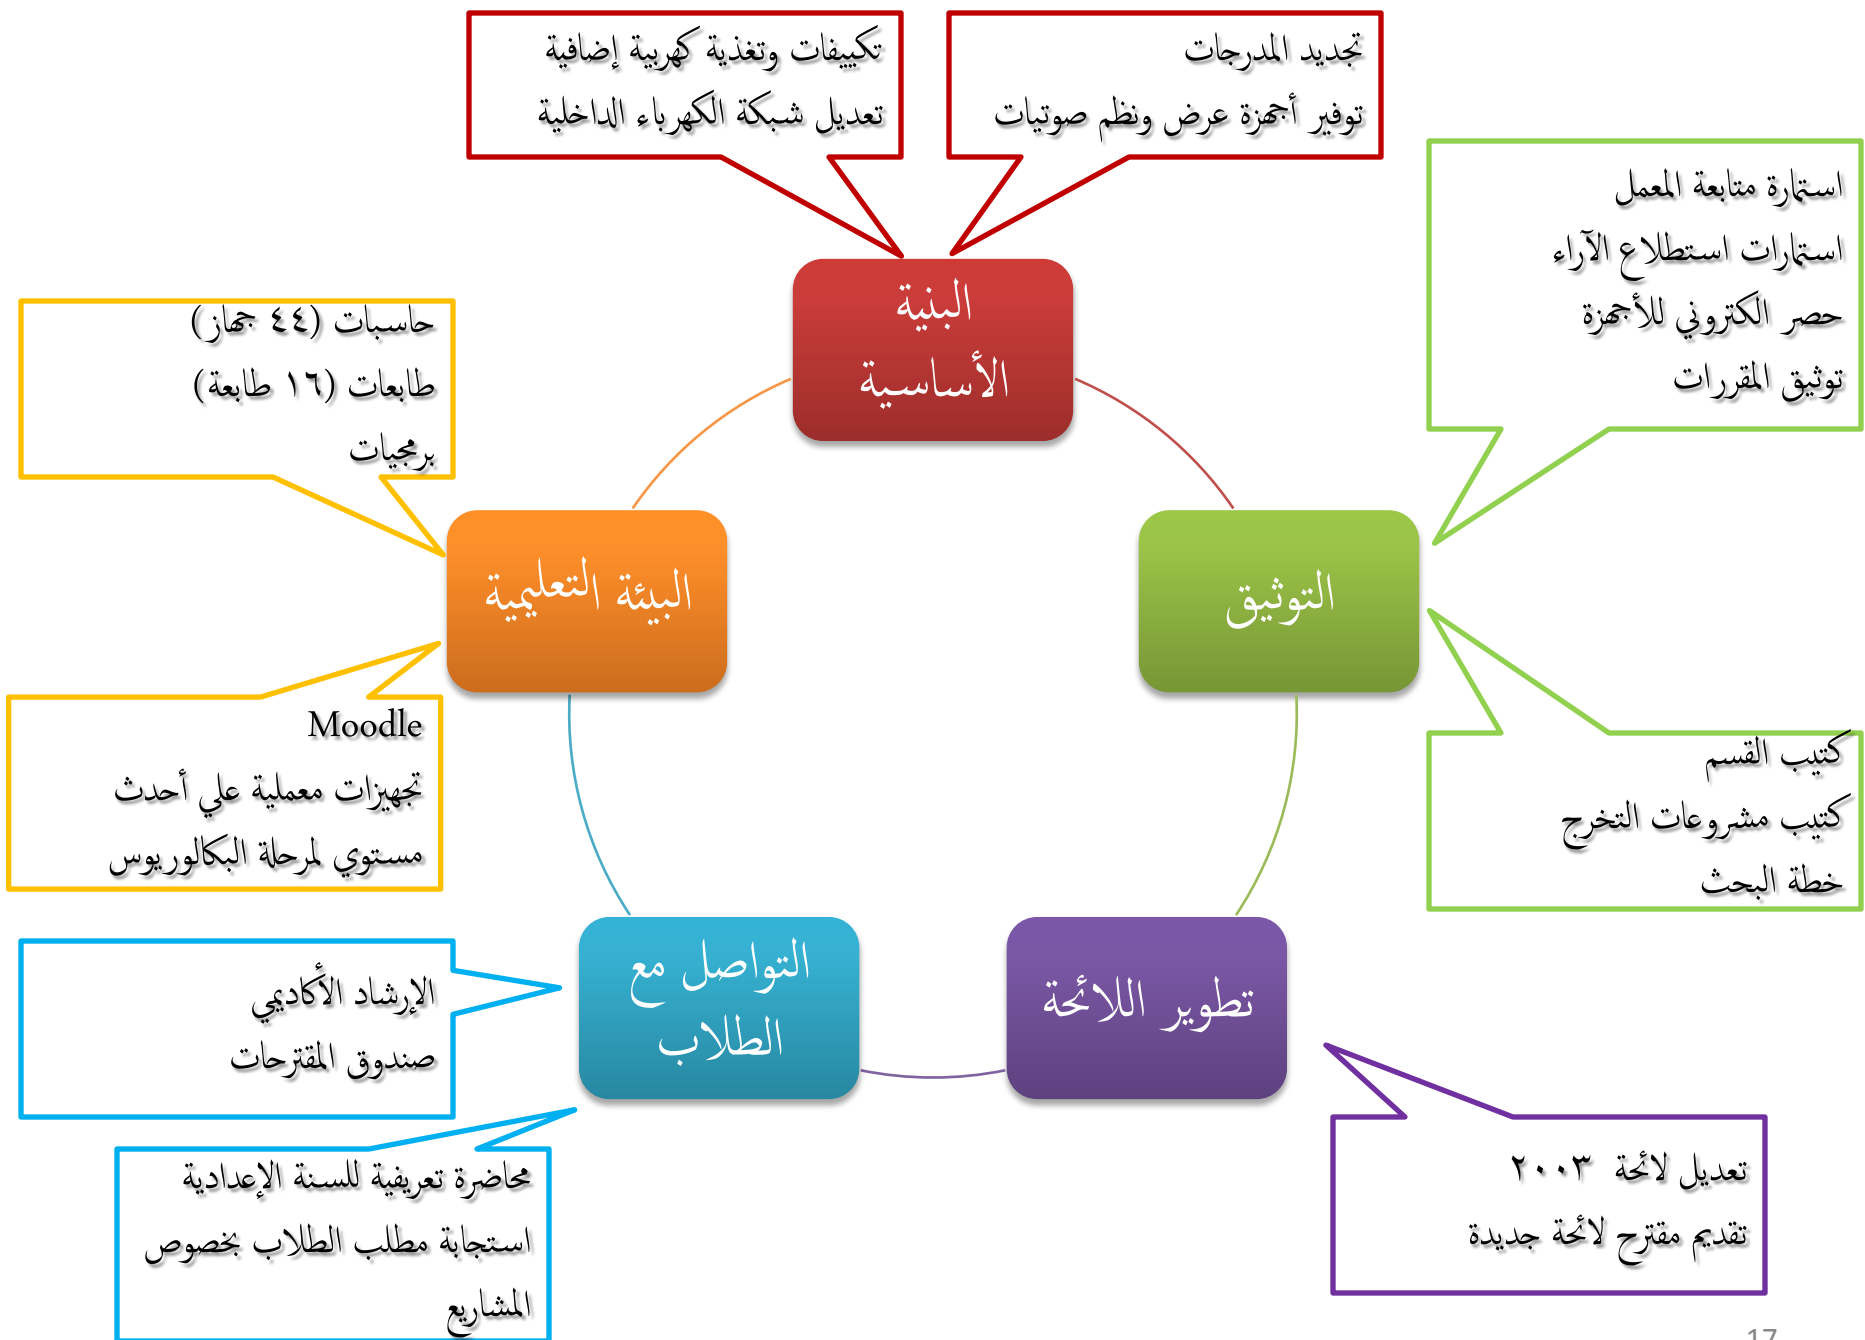 تجديد المدرجات
توفير أجهزة عرض ونظم صوتيات
تكييفات وتغذية كهربية إضافية
تعديل شبكة الكهرباء الداخلية
البنية
الأساسية
استمارة متابعة المعمل
استمارات استطلاع الآراء
حصر الكتروني للأجهزة
توثيق المقررات
التوثيق
كتيب القسم
كتيب مشروعات التخرج
خطة البحث
تطوير اللائحة
تعديل لائحة ٢٠٠٣
تقديم مقترح لائحة جديدة
التواصل مع
الطلاب
الإرشاد الأكاديمي
صندوق المقترحات
محاضرة تعريفية للسنة الإعدادية
استجابة مطلب الطلاب بخصوص
المشاريع
البيئة التعليمية
حاسبات (٤٤ جهاز)
طابعات (١٦ طابعة)
برمجيات
Moodle
تجهيزات معملية علي أحدث
مستوي لمرحلة البكالوريوس
17